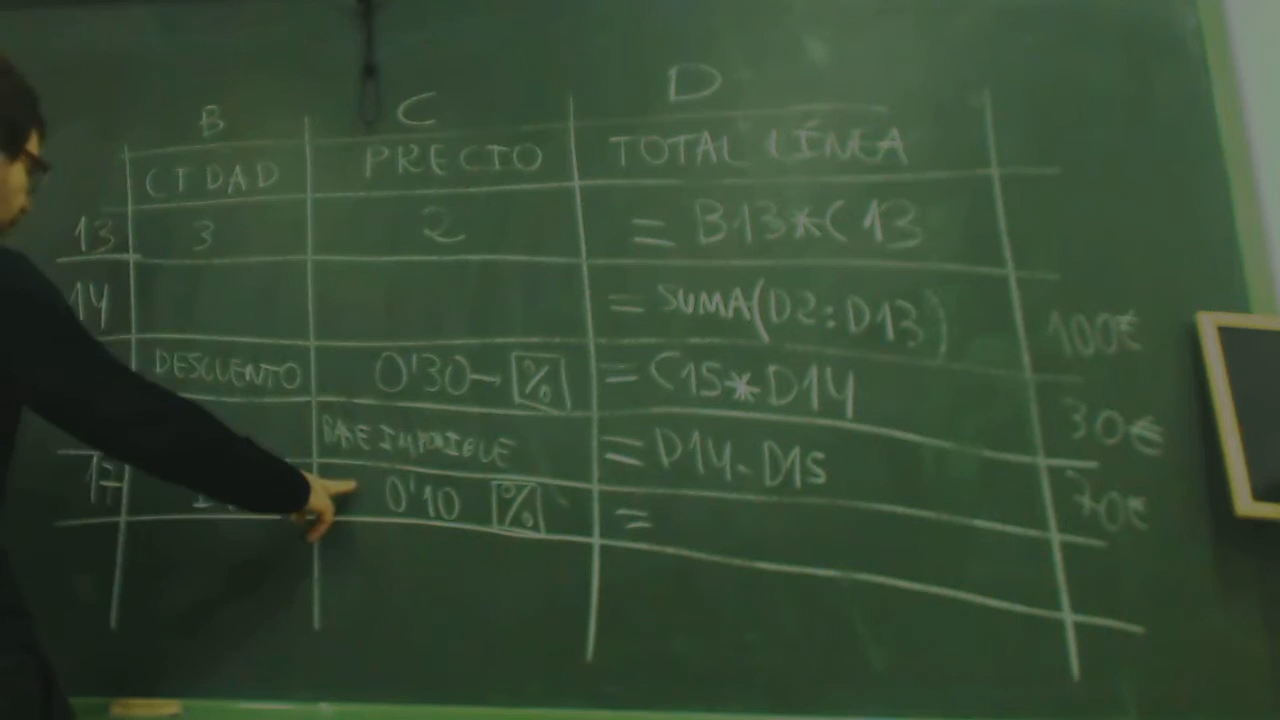 B C D
CTDAD PRECIO TOTAL LÍNEA
13 3 2 = B13*C13
14 = SUMA(D2:D13) 100€
DESCUENTO 0'30→ % = C15*D14 30€
BASE IMPONIBLE = D14-D15 70€
17 0'10 % =